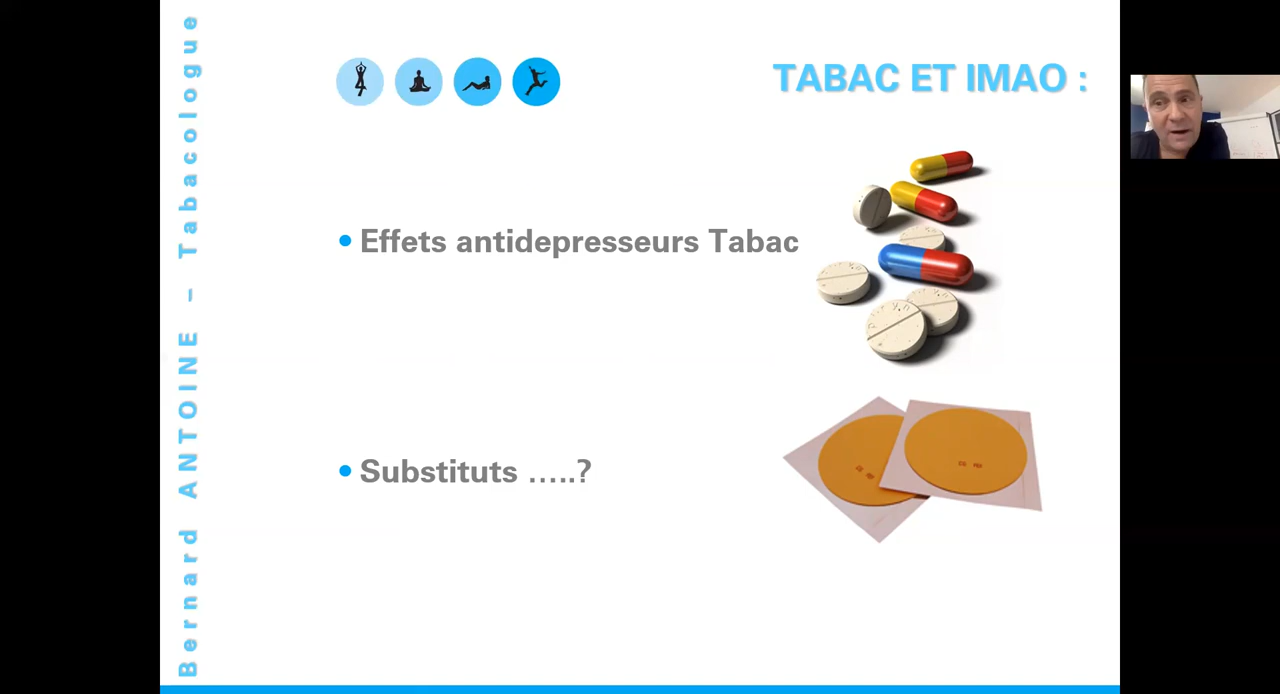 Bernard ANTOINE – Tabacologue
TABAC ET IMAO :
• Effets antidepresseurs Tabac
• Substituts .....?